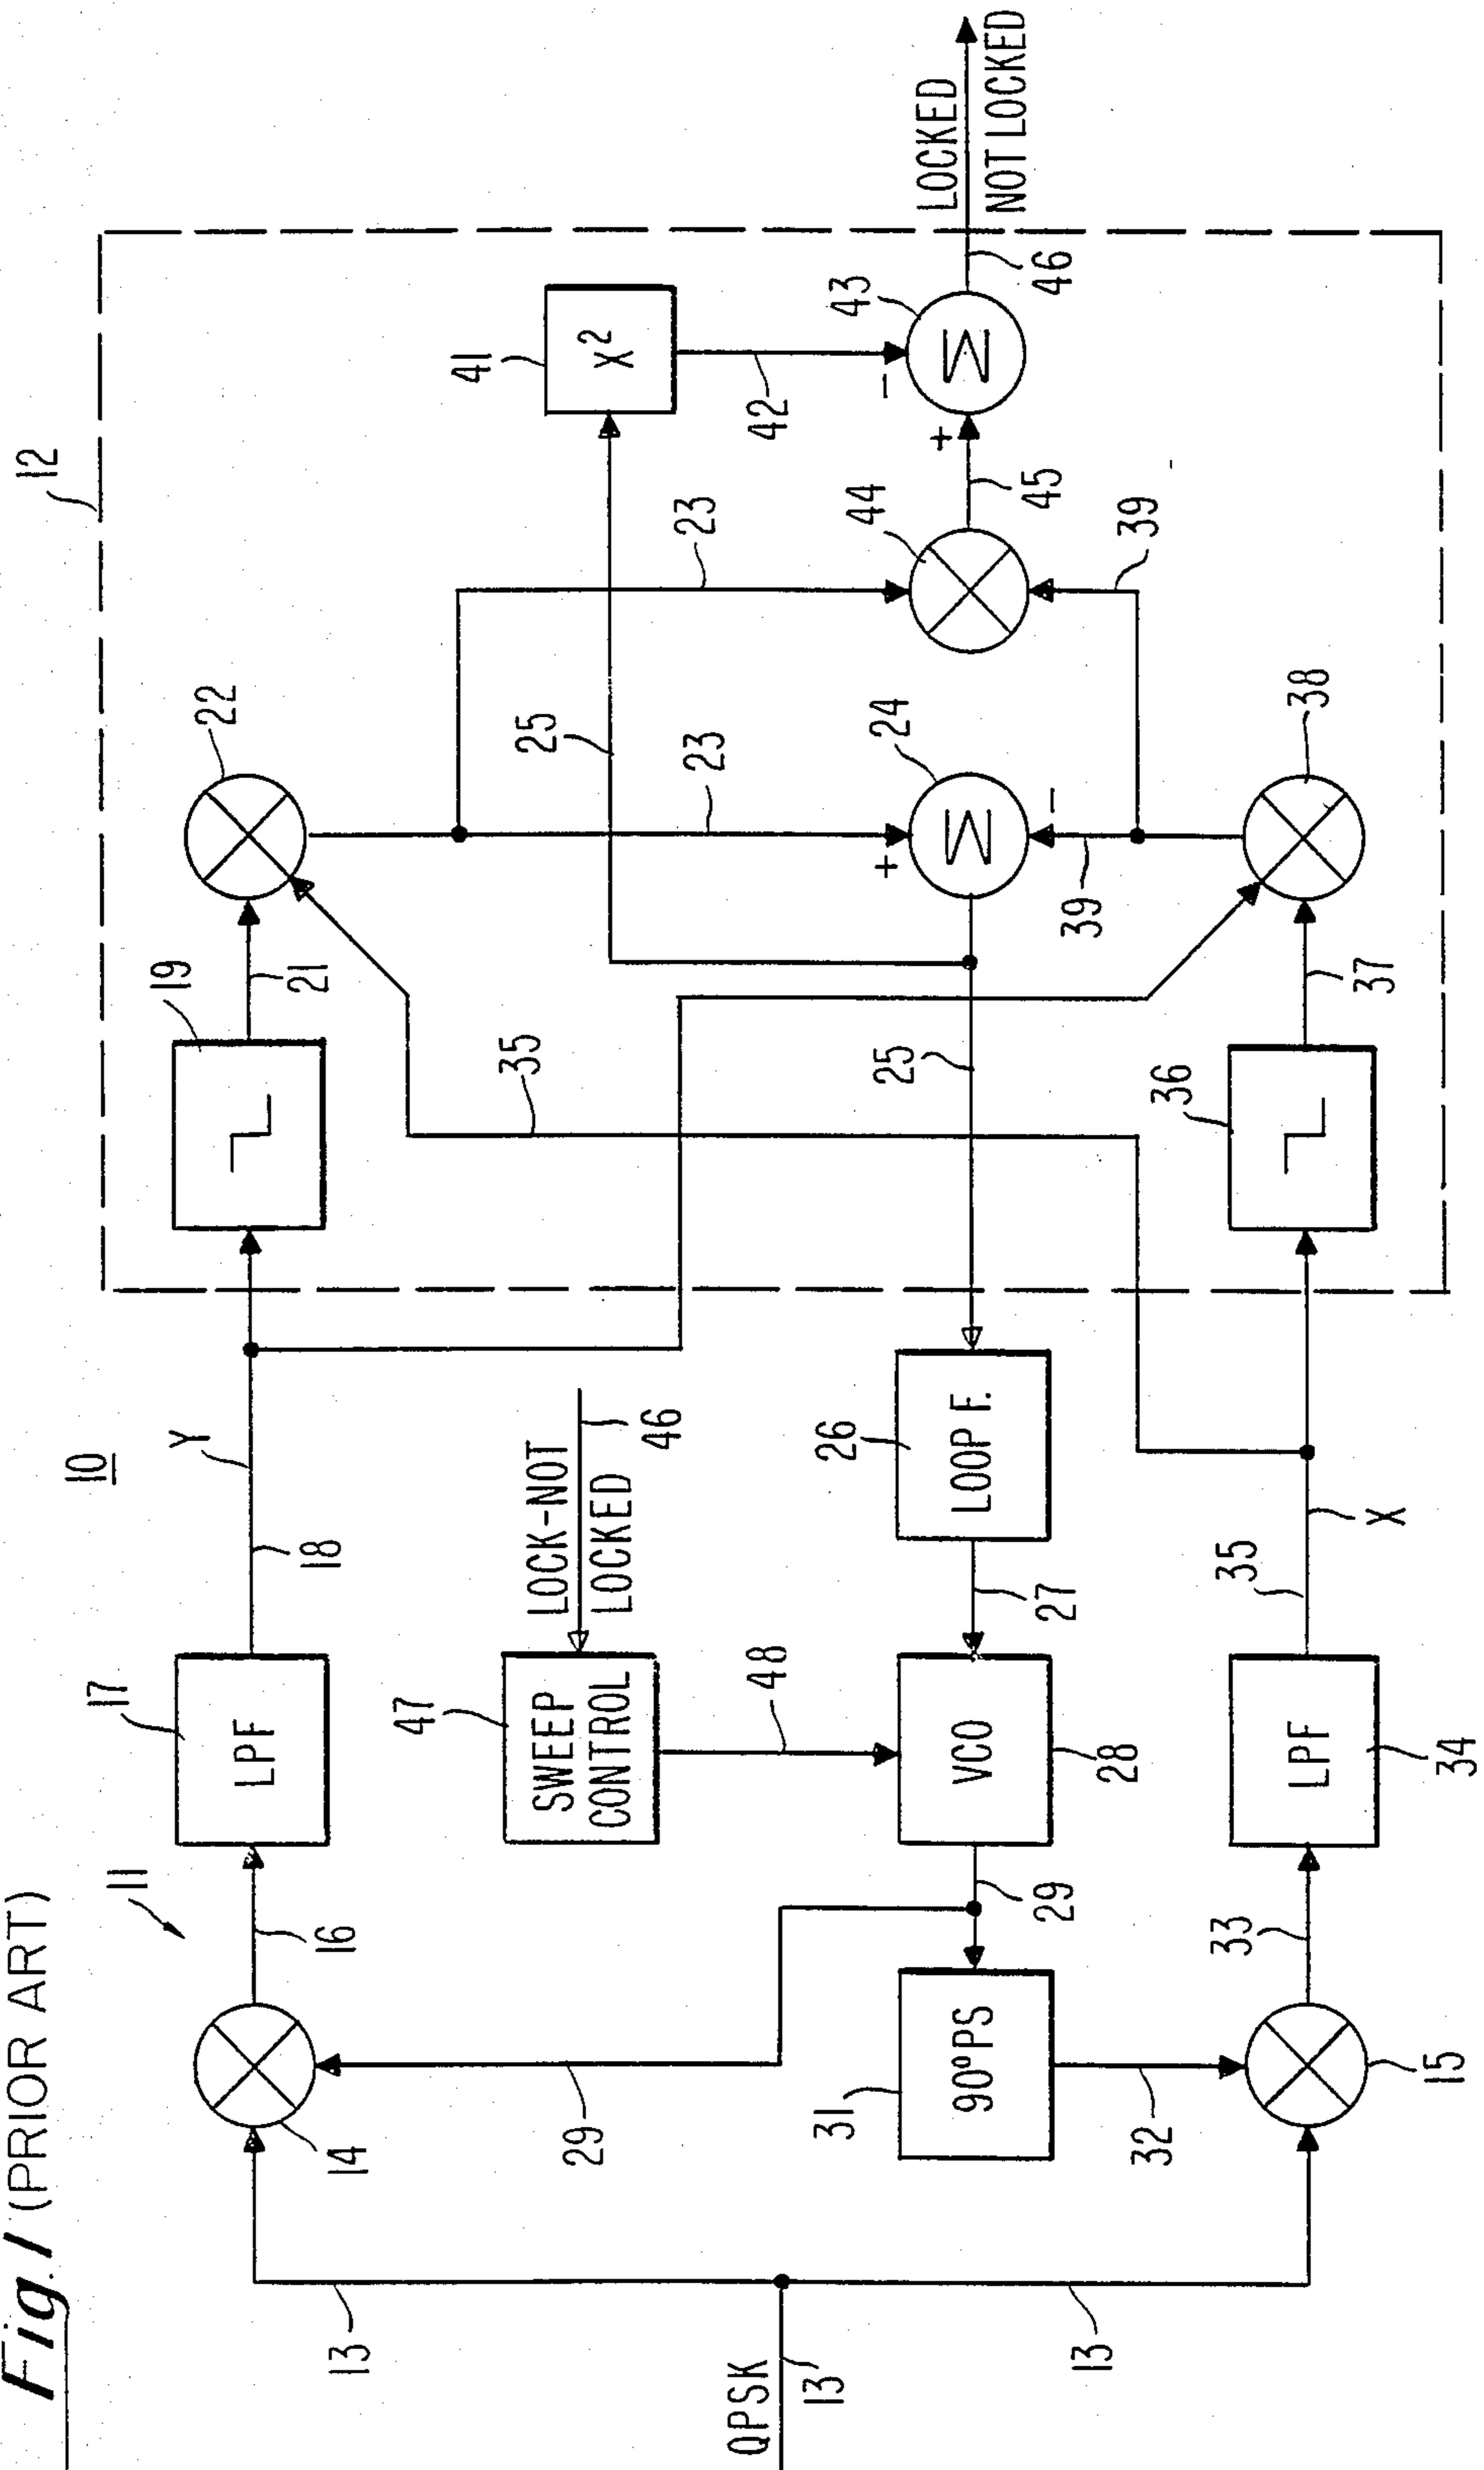 Fig. 1 (PRIOR ART)
10
11
12
QPSK
13
13
13
14
16
17
LPF
18
Y
19
21
22
23
23
24
+
-
25
25
LOOP F.
26
27
VCO
28
29
29
90°PS
31
32
15
33
LPF
34
35
X
35
36
37
38
39
39
X²
41
42
43
Σ
Σ
-
+
44
45
46
LOCKED
NOT LOCKED
LOCK-NOT
LOCKED
46
SWEEP
CONTROL
47
48